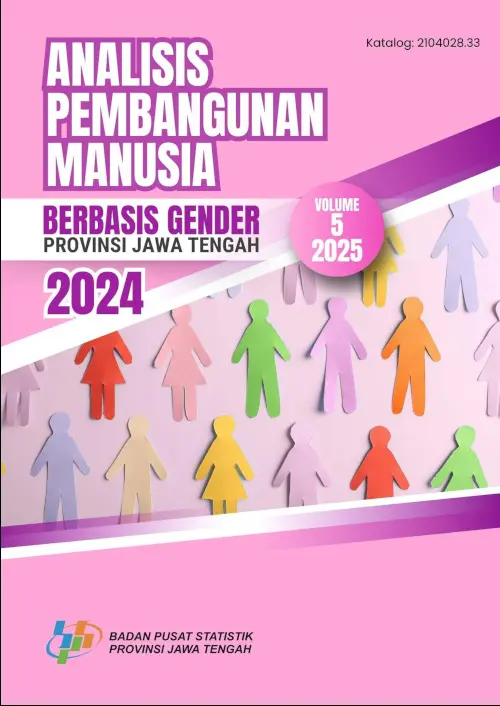 Katalog: 2104028.33
ANALISIS
PEMBANGUNAN
MANUSIA
BERBASIS GENDER
PROVINSI JAWA TENGAH
2024
VOLUME
5
2025
BADAN PUSAT STATISTIK
PROVINSI JAWA TENGAH